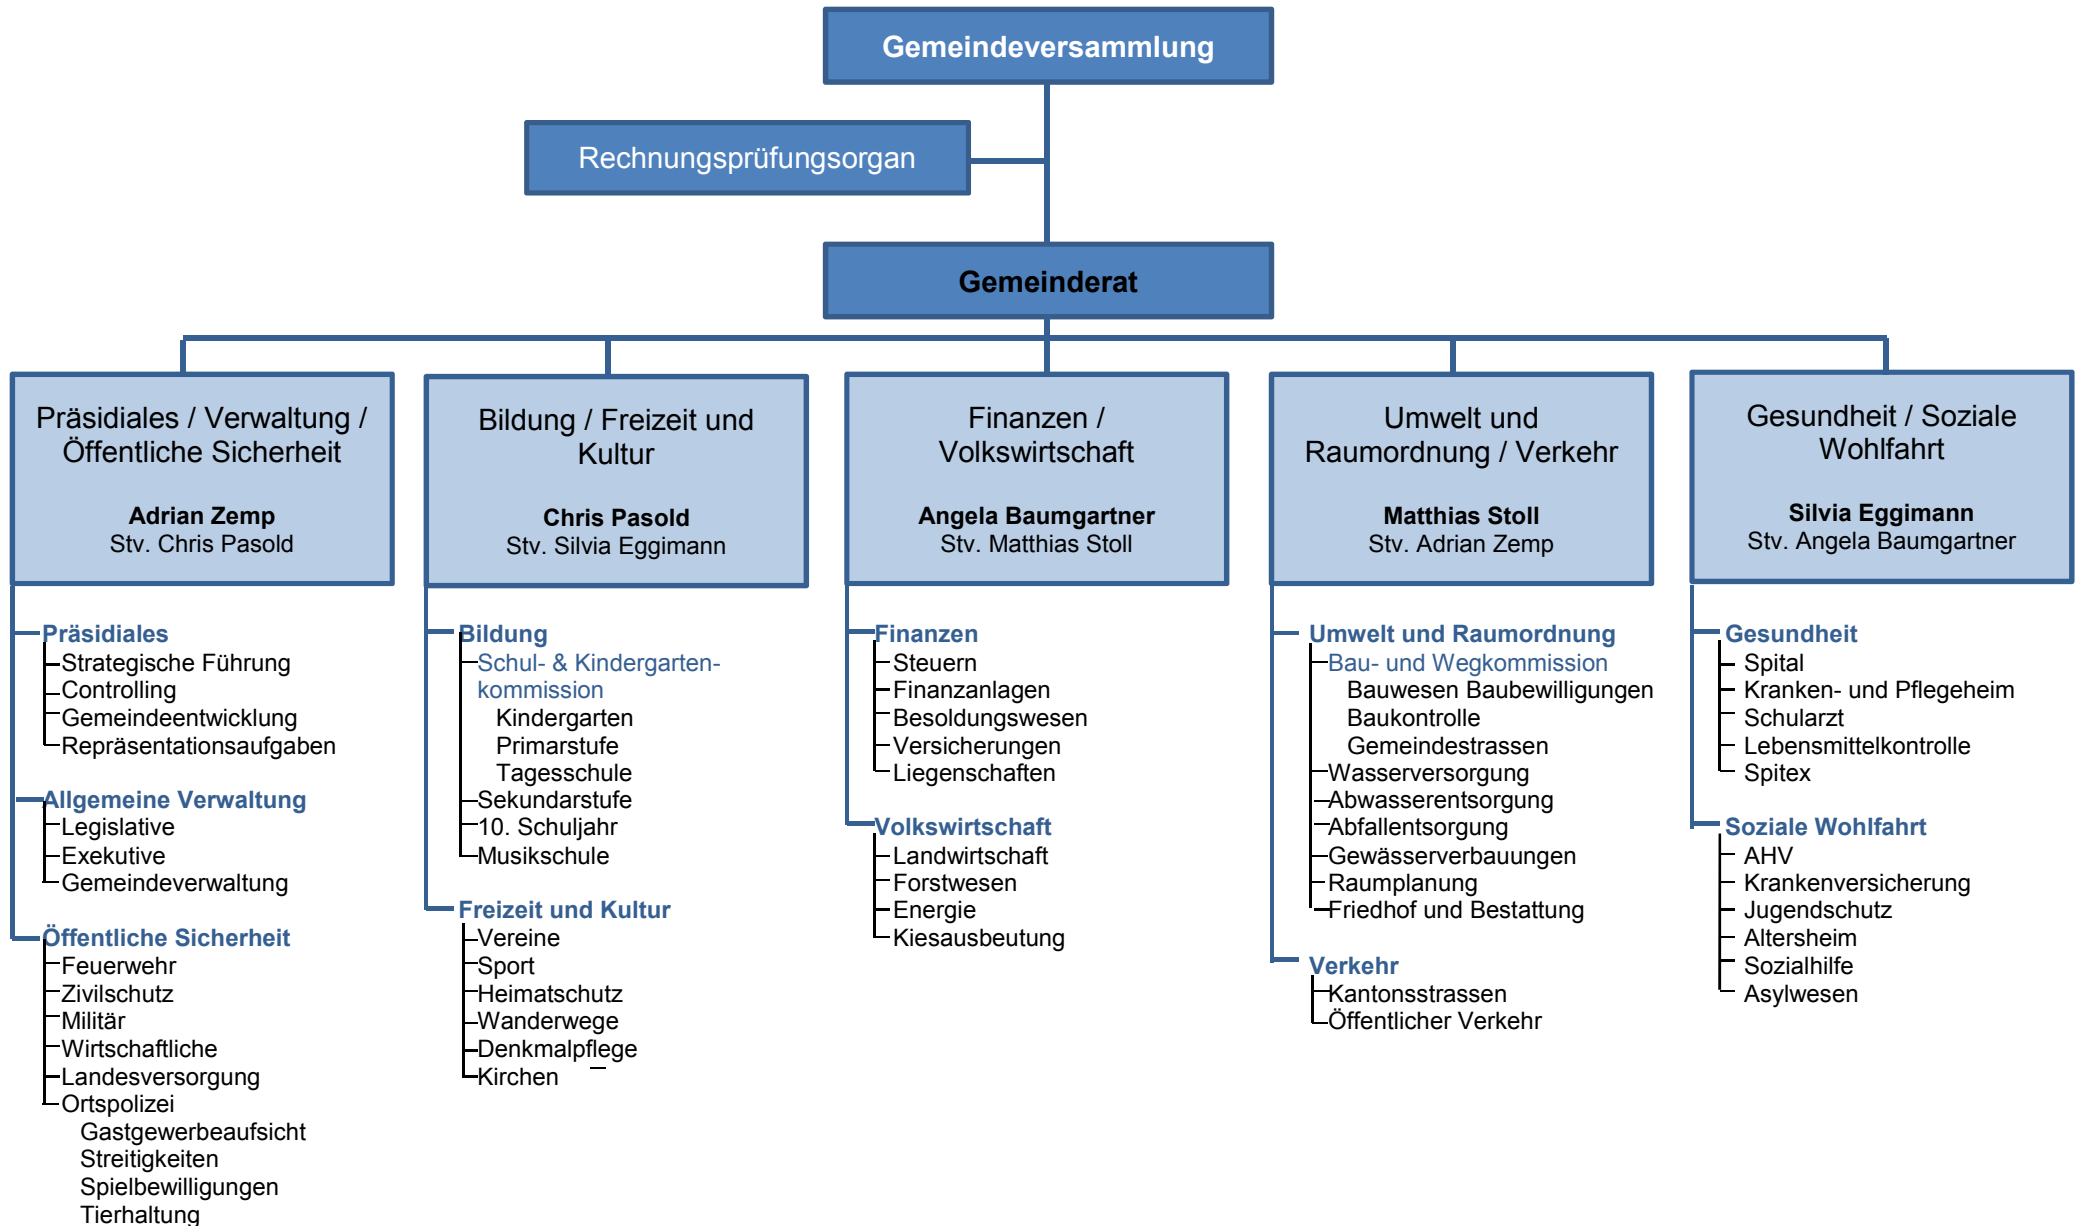 Gemeindeversammlung
Rechnungsprüfungsorgan
Gemeinderat
Präsidiales / Verwaltung /
Öffentliche Sicherheit
Adrian Zemp
Stv. Chris Pasold
Präsidiales
Strategische Führung
Controlling
Gemeindeentwicklung
Repräsentationsaufgaben
Allgemeine Verwaltung
Legislative
Exekutive
Gemeindeverwaltung
Öffentliche Sicherheit
Feuerwehr
Zivilschutz
Militär
Wirtschaftliche
Landesversorgung
Ortspolizei
Gastgewerbeaufsicht
Streitigkeiten
Spielbewilligungen
Tierhaltung
Bildung / Freizeit und
Kultur
Chris Pasold
Stv. Silvia Eggimann
Bildung
Schul- & Kindergarten-
kommission
Kindergarten
Primarstufe
Tagesschule
Sekundarstufe
10. Schuljahr
Musikschule
Freizeit und Kultur
Vereine
Sport
Heimatschutz
Wanderwege
Denkmalpflege
Kirchen
Finanzen /
Volkswirtschaft
Angela Baumgartner
Stv. Matthias Stoll
Finanzen
Steuern
Finanzanlagen
Besoldungswesen
Versicherungen
Liegenschaften
Volkswirtschaft
Landwirtschaft
Forstwesen
Energie
Kiesausbeutung
Umwelt und
Raumordnung / Verkehr
Matthias Stoll
Stv. Adrian Zemp
Umwelt und Raumordnung
Bau- und Wegkommission
Bauwesen Baubewilligungen
Baukontrolle
Gemeindestrassen
Wasserversorgung
Abwasserentsorgung
Abfallentsorgung
Gewässerverbauungen
Raumplanung
Friedhof und Bestattung
Verkehr
Kantonsstrassen
Öffentlicher Verkehr
Gesundheit / Soziale
Wohlfahrt
Silvia Eggimann
Stv. Angela Baumgartner
Gesundheit
Spital
Kranken- und Pflegeheim
Schularzt
Lebensmittelkontrolle
Spitex
Soziale Wohlfahrt
AHV
Krankenversicherung
Jugendschutz
Altersheim
Sozialhilfe
Asylwesen